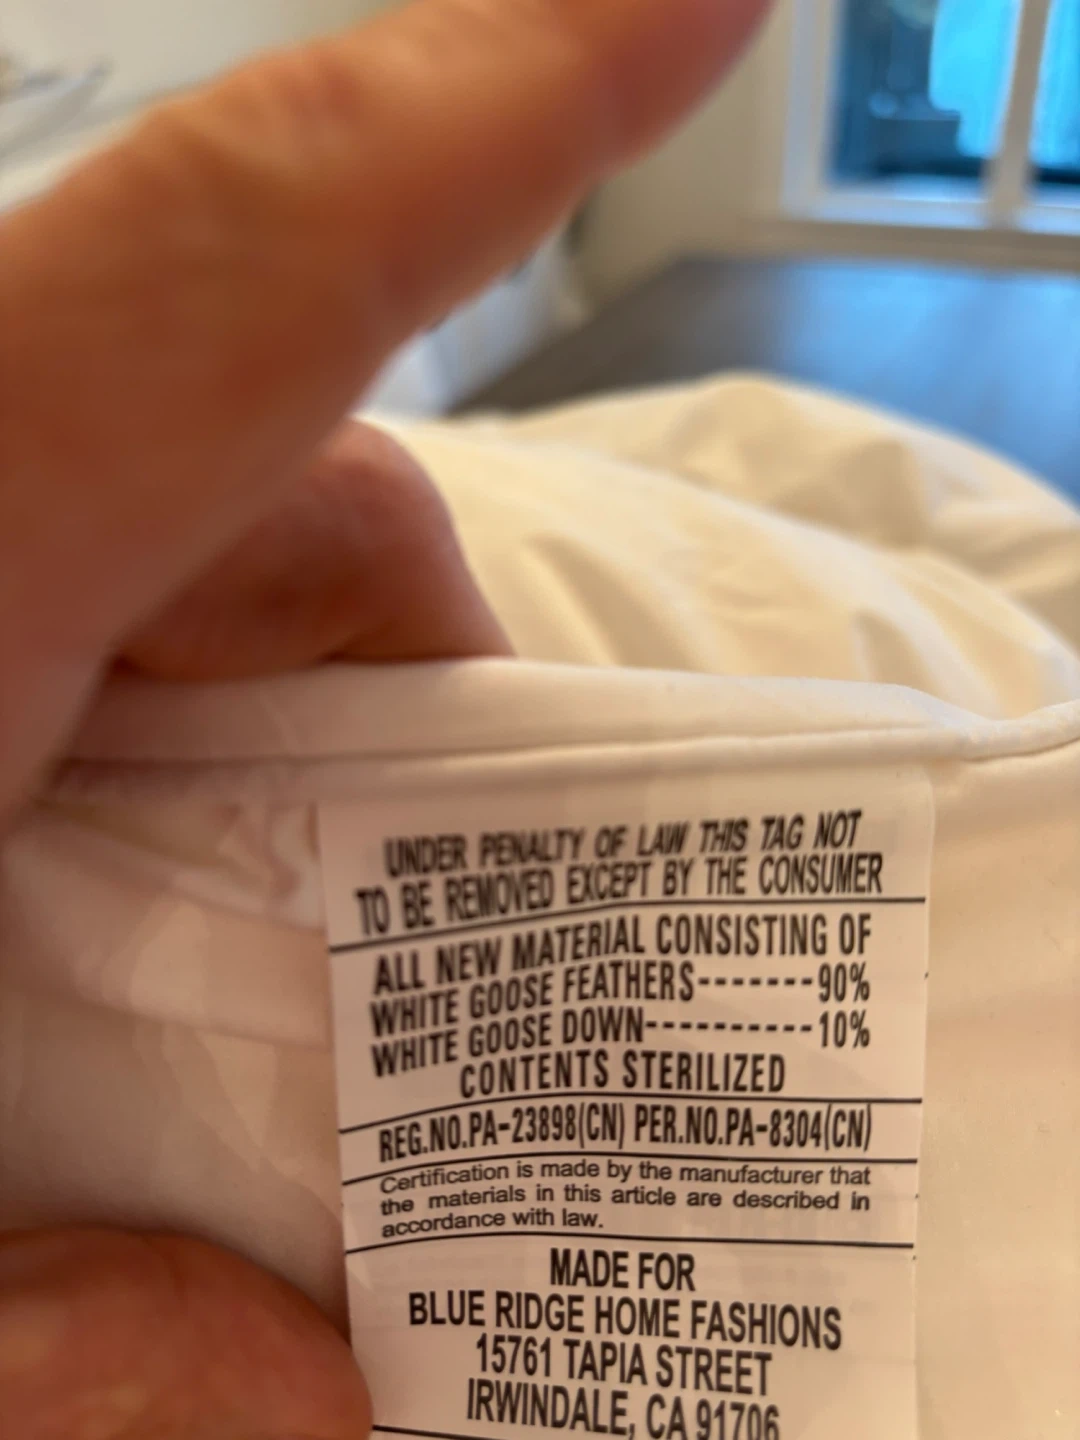 UNDER PENALTY OF LAW THIS TAG NOT
TO BE REMOVED EXCEPT BY THE CONSUMER
ALL NEW MATERIAL CONSISTING OF
WHITE GOOSE FEATHERS-------90%
WHITE GOOSE DOWN----------10%
CONTENTS STERILIZED
REG.NO.PA-23898(CN) PER.NO.PA-8304(CN)
Certification is made by the manufacturer that
the materials in this article are described in
accordance with law.
MADE FOR
BLUE RIDGE HOME FASHIONS
15761 TAPIA STREET
IRWINDALE, CA 91706